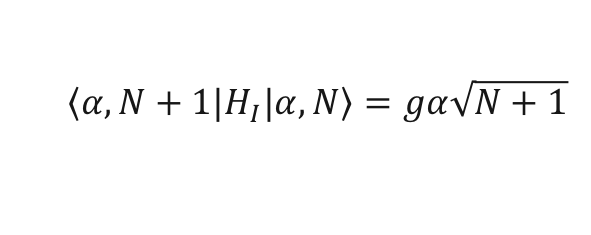 ⟨α, N + 1|H_I|α, N⟩ = gα√(N + 1)